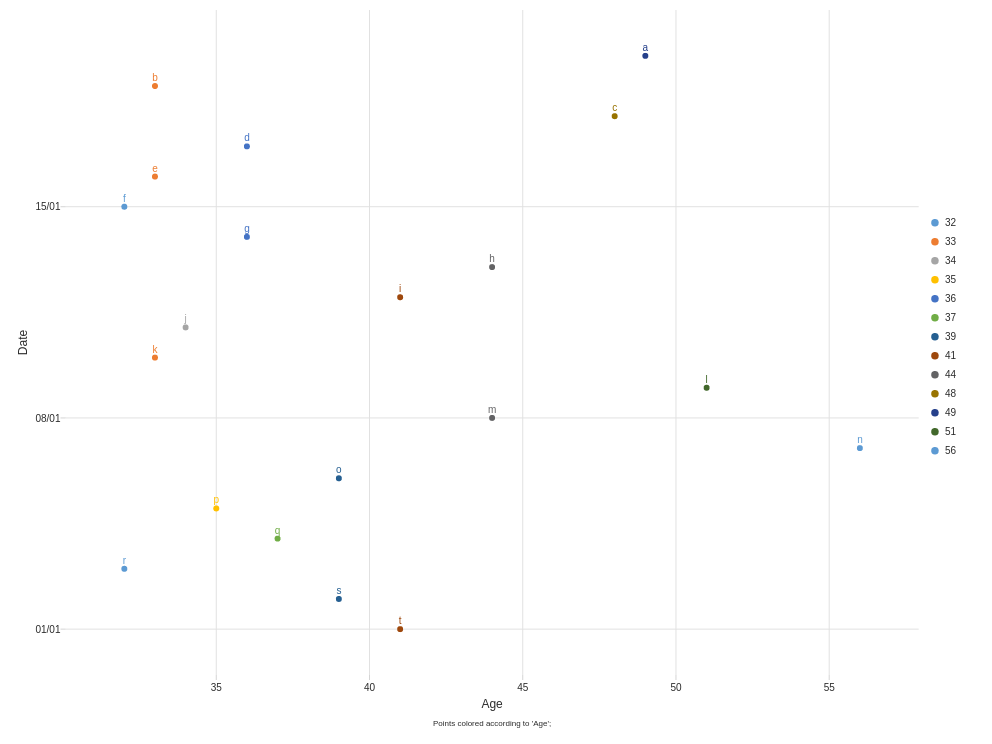 a
b
c
d
e
f
15/01
g
32
33
h
34
35
i
36
j
37
Date
39
k
41
44
l
48
08/01
m
49
51
n
56
o
p
q
r
s
t
01/01
35 40 45 50 55
Age
Points colored according to 'Age';